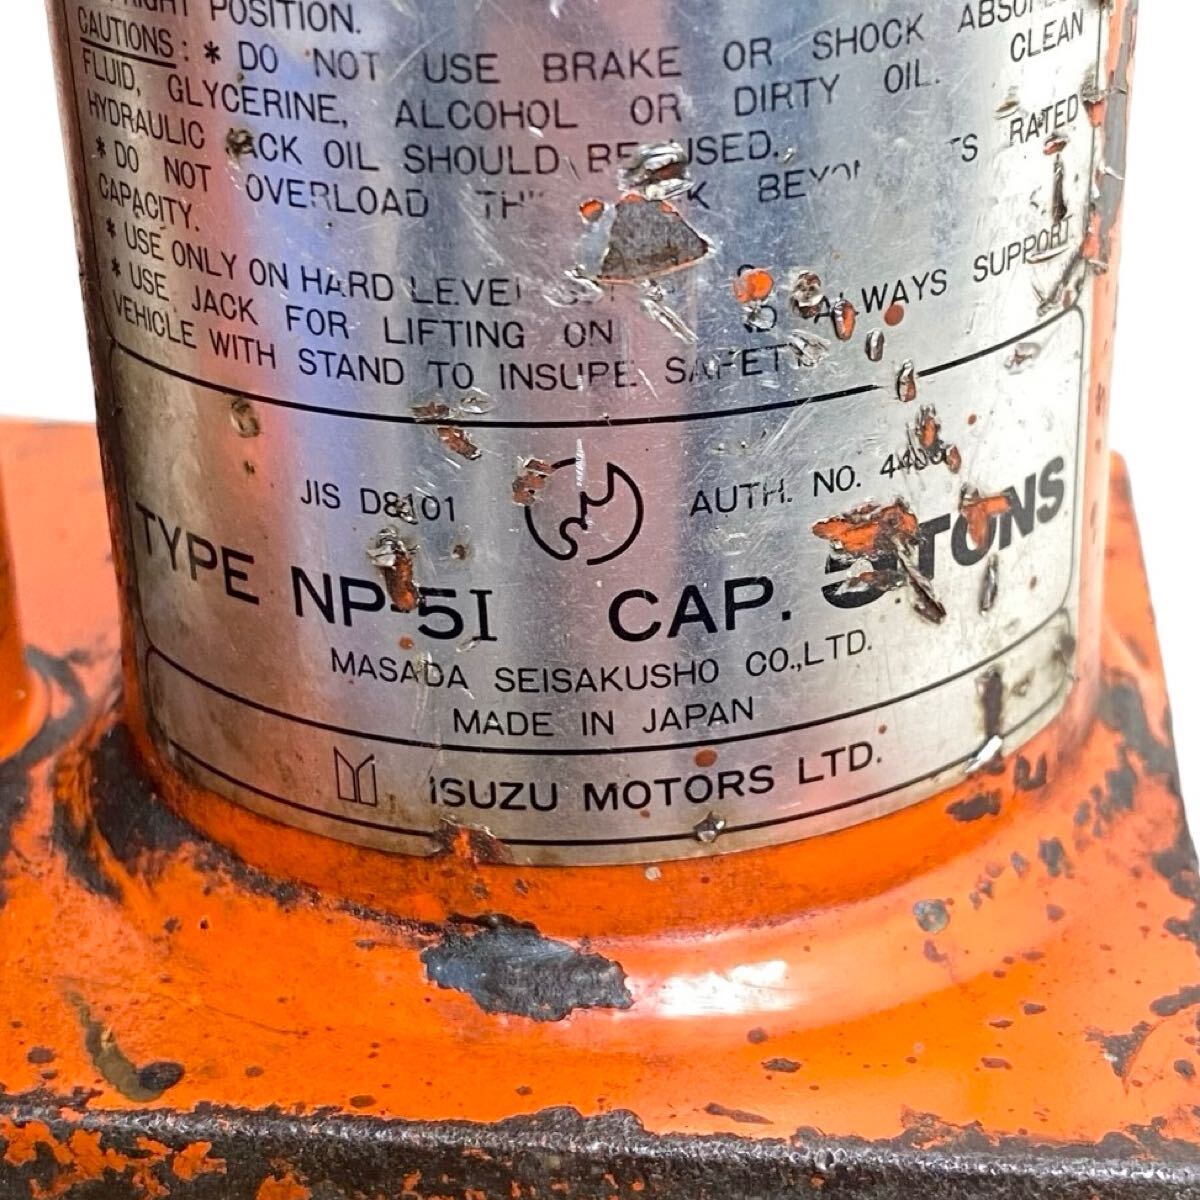 POSITION.
CAUTIONS: * DO NOT USE BRAKE OR SHOCK
FLUID, GLYCERINE, ALCOHOL OR DIRTY OIL. CLEAN
HYDRAULIC JACK OIL SHOULD BE USED.
* DO NOT OVERLOAD RATED
CAPACITY.
* USE ONLY ON HARD LEVEL
* USE JACK FOR LIFTING ON ALWAYS SUPPORT
VEHICLE WITH STAND TO INSURE SAFETY
JIS D8101 AUTH. NO.
TYPE NP-5I CAP. 5 TONS
MASADA SEISAKUSHO CO.,LTD.
MADE IN JAPAN
ISUZU MOTORS LTD.